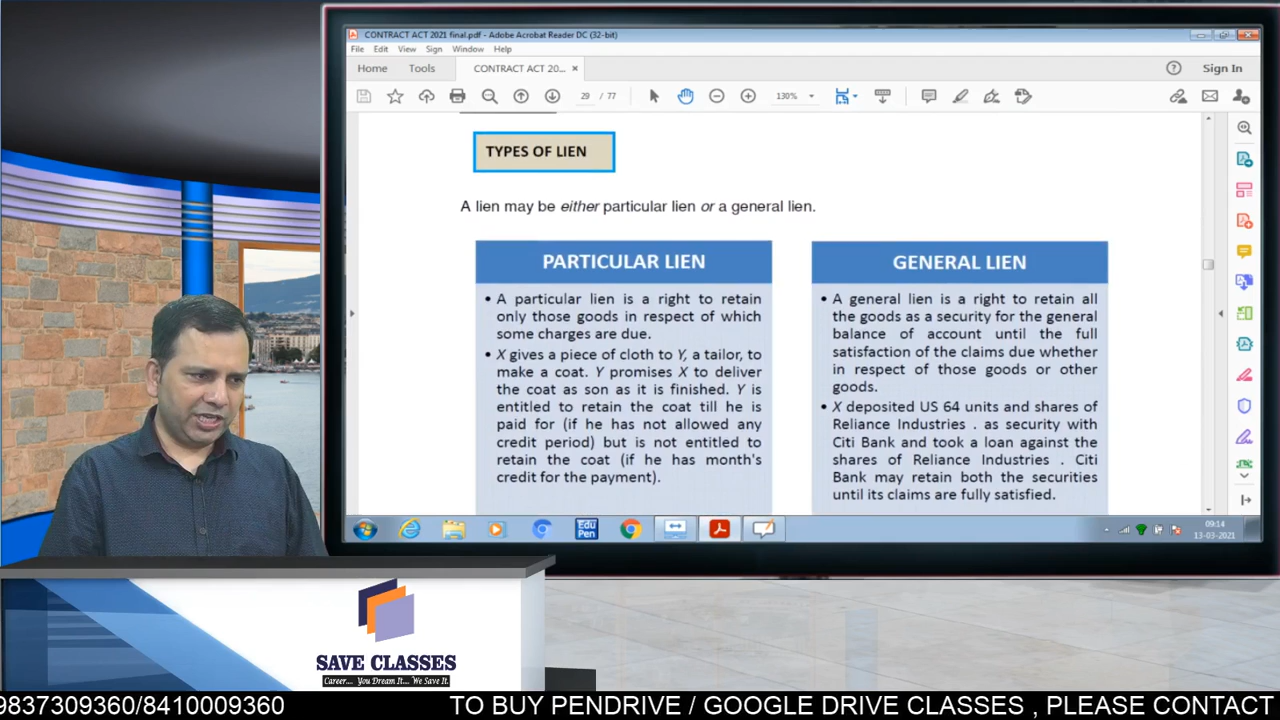 CONTRACT ACT 2021 final.pdf - Adobe Acrobat Reader DC (32-bit)
File Edit View Sign Window Help
Home Tools CONTRACT ACT 20... × Sign In
29 / 77 130%
TYPES OF LIEN
A lien may be either particular lien or a general lien.
PARTICULAR LIEN
• A particular lien is a right to retain
only those goods in respect of which
some charges are due.
• X gives a piece of cloth to Y, a tailor, to
make a coat. Y promises X to deliver
the coat as son as it is finished. Y is
entitled to retain the coat till he is
paid for (if he has not allowed any
credit period) but is not entitled to
retain the coat (if he has month's
credit for the payment).
GENERAL LIEN
• A general lien is a right to retain all
the goods as a security for the general
balance of account until the full
satisfaction of the claims due whether
in respect of those goods or other
goods.
• X deposited US 64 units and shares of
Reliance Industries . as security with
Citi Bank and took a loan against the
shares of Reliance Industries . Citi
Bank may retain both the securities
until its claims are fully satisfied.
Edu
Pen
09:14
13-03-2021
SAVE CLASSES
Career.... You Dream It... We Save It.
9837309360/8410009360 TO BUY PENDRIVE / GOOGLE DRIVE CLASSES , PLEASE CONTACT